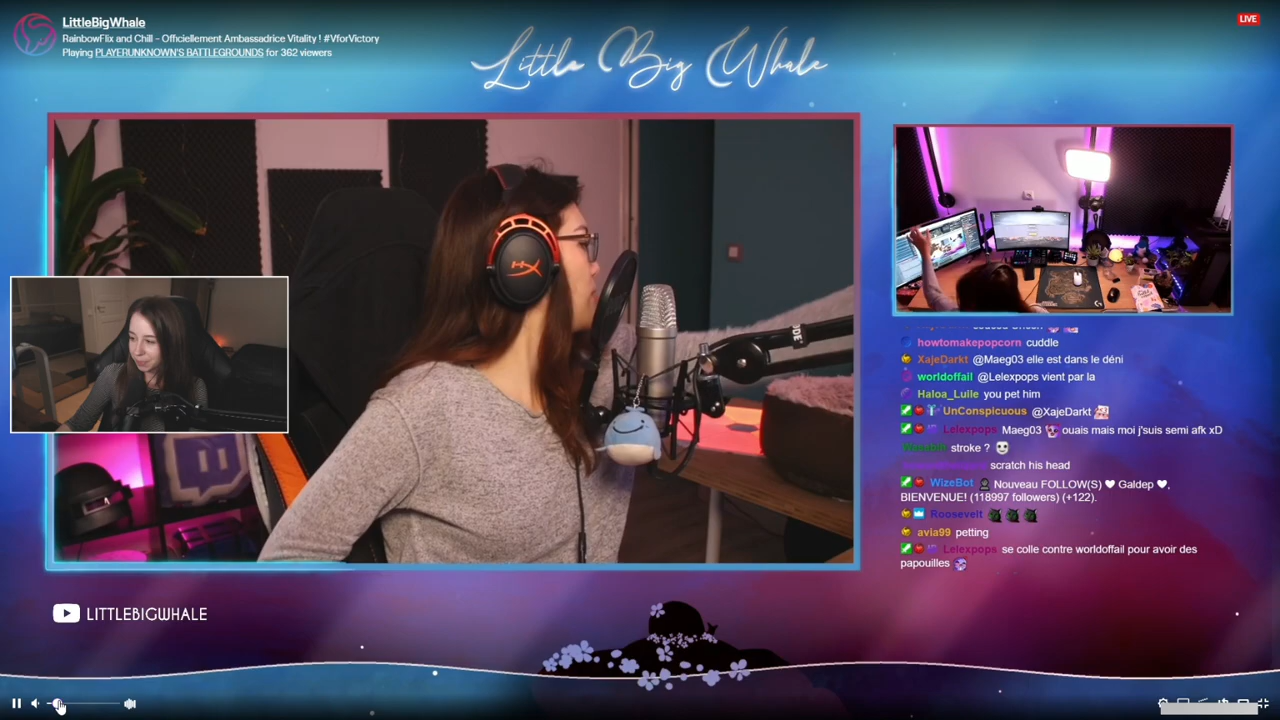 LittleBigWhale
LIVE
RainbowFlix and Chill - Officiellement Ambassadrice Vitality ! #VforVictory
Playing PLAYERUNKNOWN'S BATTLEGROUNDS for 362 viewers
Little Big Whale
HX
howtomakepopcorn cuddle
XajeDarkt @Maeg03 elle est dans le déni
worldoffail @Lelexpops vient par la
Haloa_Lulle you pet him
UnConspicuous @XajeDarkt
Lelexpops Maeg03 ouais mais moi j'suis semi afk xD
stroke ?
scratch his head
WizeBot Nouveau FOLLOW(S) ♥ Galdep ♥,
BIENVENUE! (118997 followers) (+122).
Roosevelt
avia99 petting
Lelexpops se colle contre worldoffail pour avoir des
papouilles
LITTLEBIGWHALE